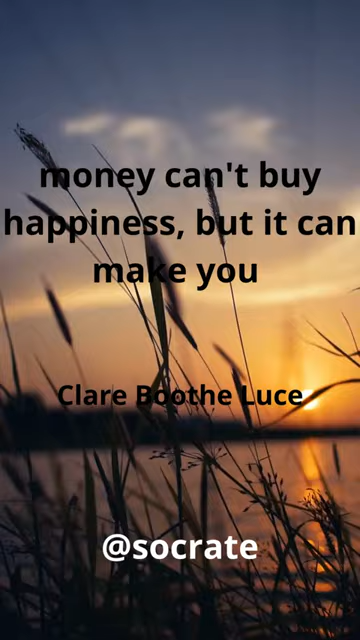 money can't buy
happiness, but it can
make you
Clare Boothe Luce
@socrate